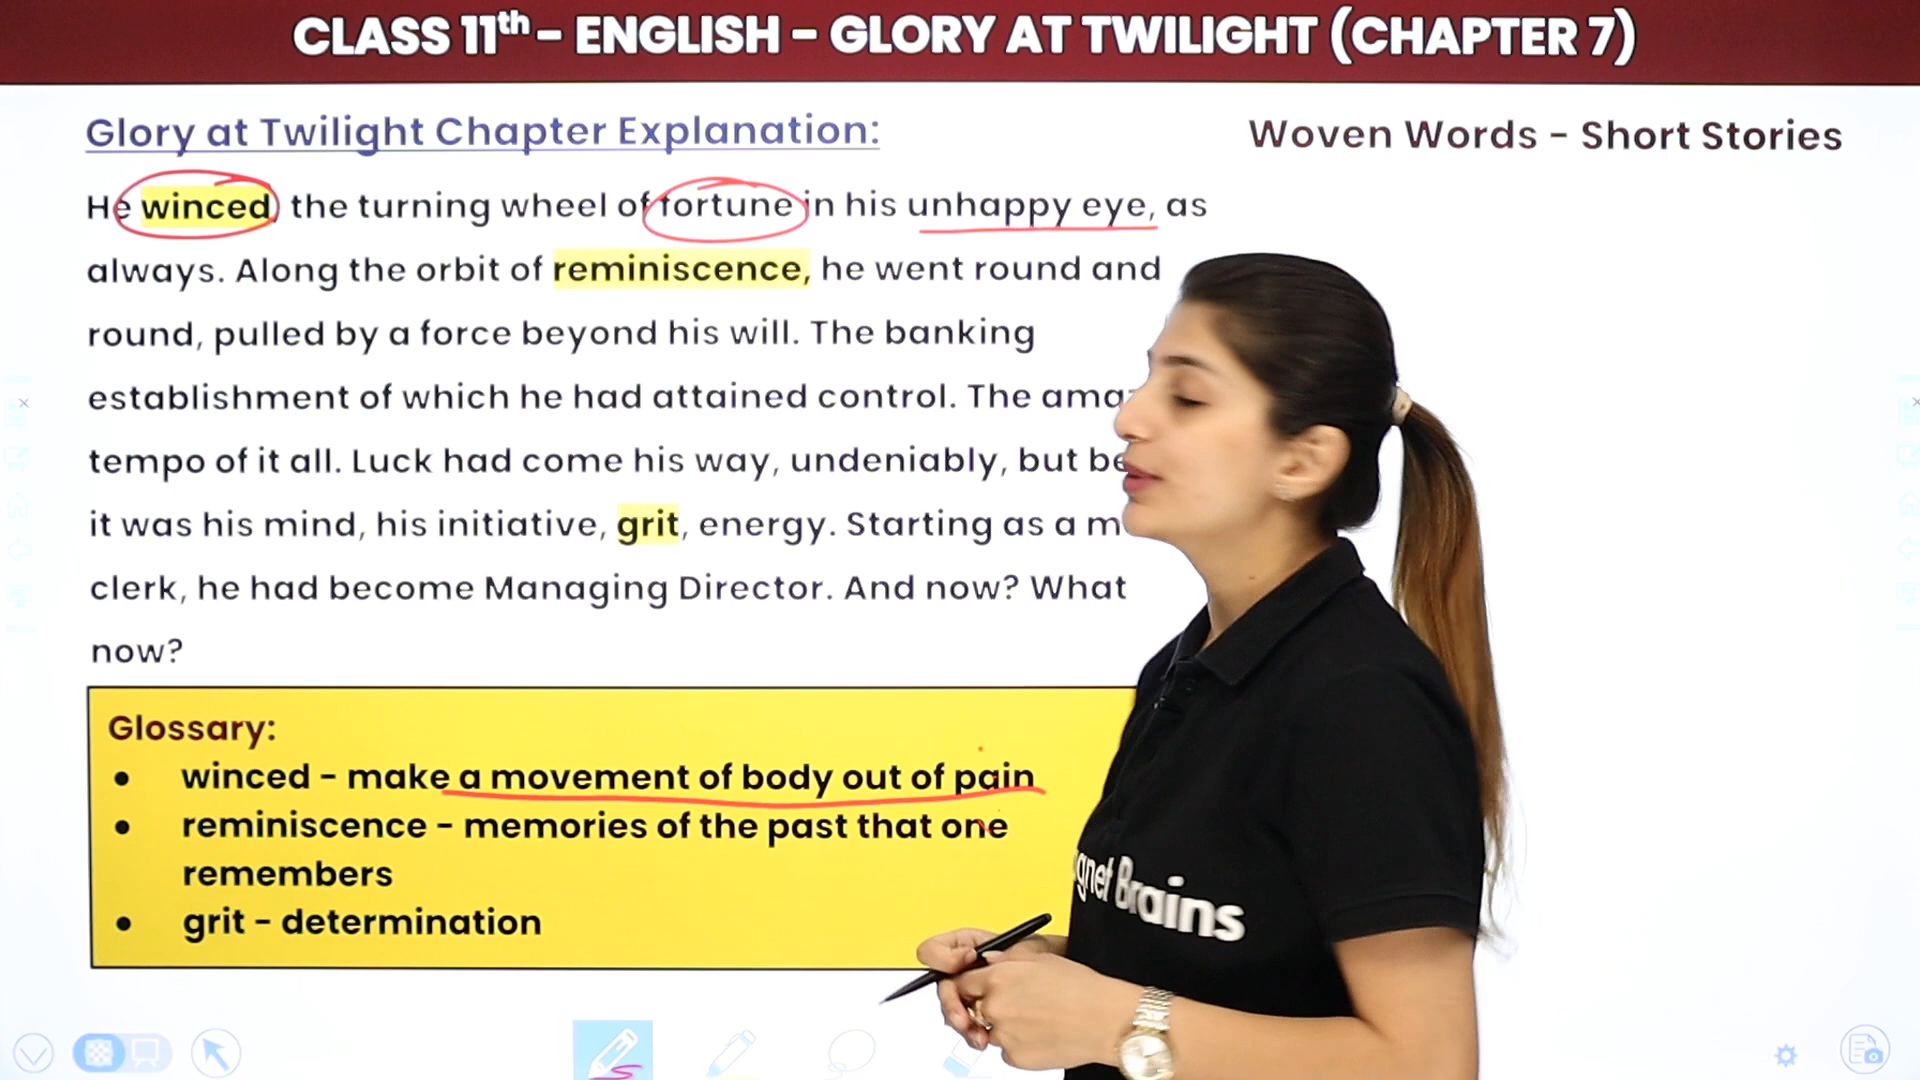 CLASS 11th – ENGLISH – GLORY AT TWILIGHT (CHAPTER 7)
Glory at Twilight Chapter Explanation:
Woven Words – Short Stories
He winced, the turning wheel of fortune in his unhappy eye, as
always. Along the orbit of reminiscence, he went round and
round, pulled by a force beyond his will. The banking
establishment of which he had attained control. The
tempo of it all. Luck had come his way, undeniably, but
it was his mind, his initiative, grit, energy. Starting as a
clerk, he had become Managing Director. And now? What
now?
Glossary:
• winced – make a movement of body out of pain
• reminiscence – memories of the past that one
remembers
• grit – determination
Brains